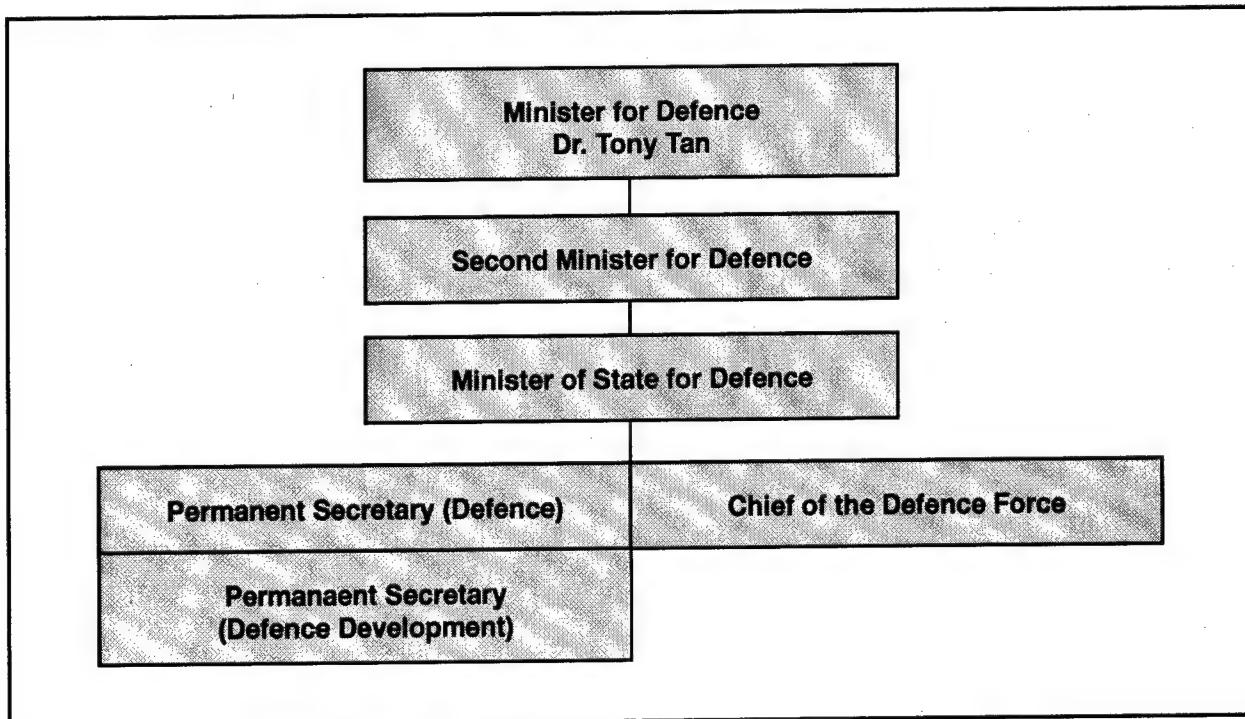 Minister for Defence
Dr. Tony Tan
Second Minister for Defence
Minister of State for Defence
Permanent Secretary (Defence)
Chief of the Defence Force
Permanaent Secretary
(Defence Development)